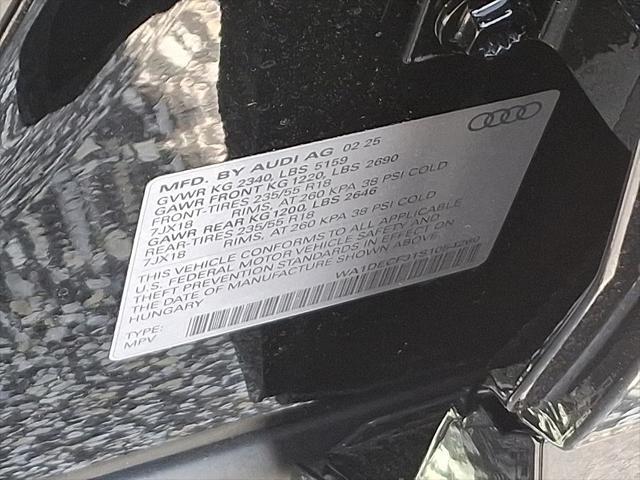 MFD. BY AUDI AG 02.25
GVWR KG 2340, LBS 5159
GAWR FRONT KG 1220, LBS 2690
FRONT-TIRES 235/55 R18
7JX18 RIMS, AT 260 KPA 38 PSI COLD
GAWR REAR KG 1200, LBS 2646
REAR-TIRES 235/55 R18
7JX18 RIMS, AT 260 KPA 38 PSI COLD
THIS VEHICLE CONFORMS TO ALL APPLICABLE
U.S. FEDERAL MOTOR VEHICLE SAFETY AND
THEFT PREVENTION STANDARDS IN EFFECT ON
THE DATE OF MANUFACTURE SHOWN ABOVE.
HUNGARY
TYPE:
MPV